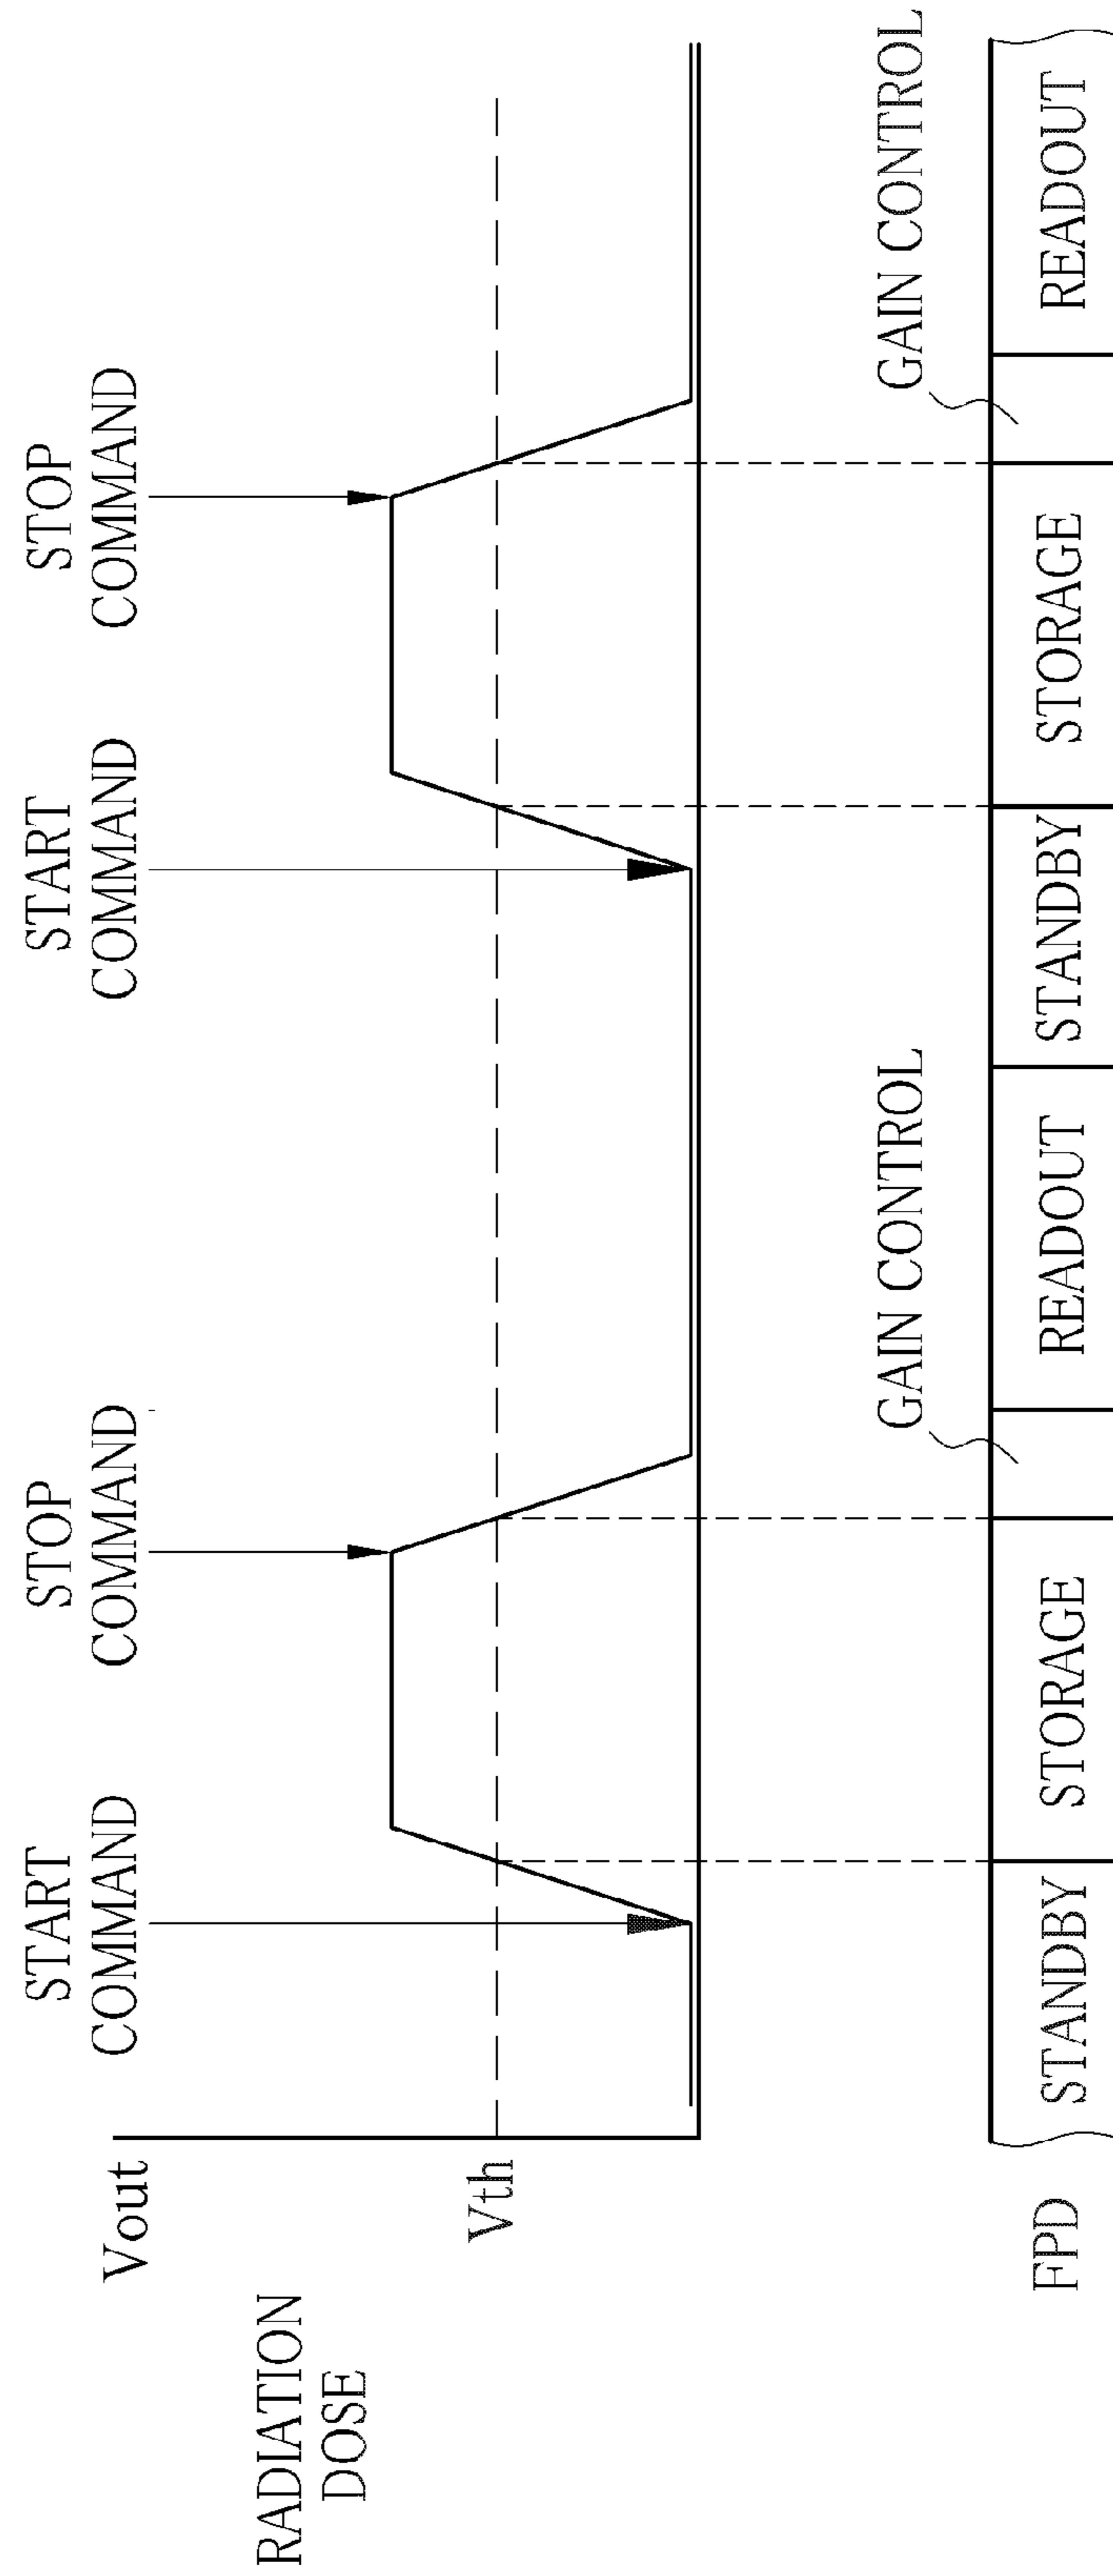 START
COMMAND
STOP
COMMAND
START
COMMAND
STOP
COMMAND
Vout
RADIATION
DOSE
Vth
GAIN CONTROL
GAIN CONTROL
FPD
STANDBY
STORAGE
READOUT
STANDBY
STORAGE
READOUT